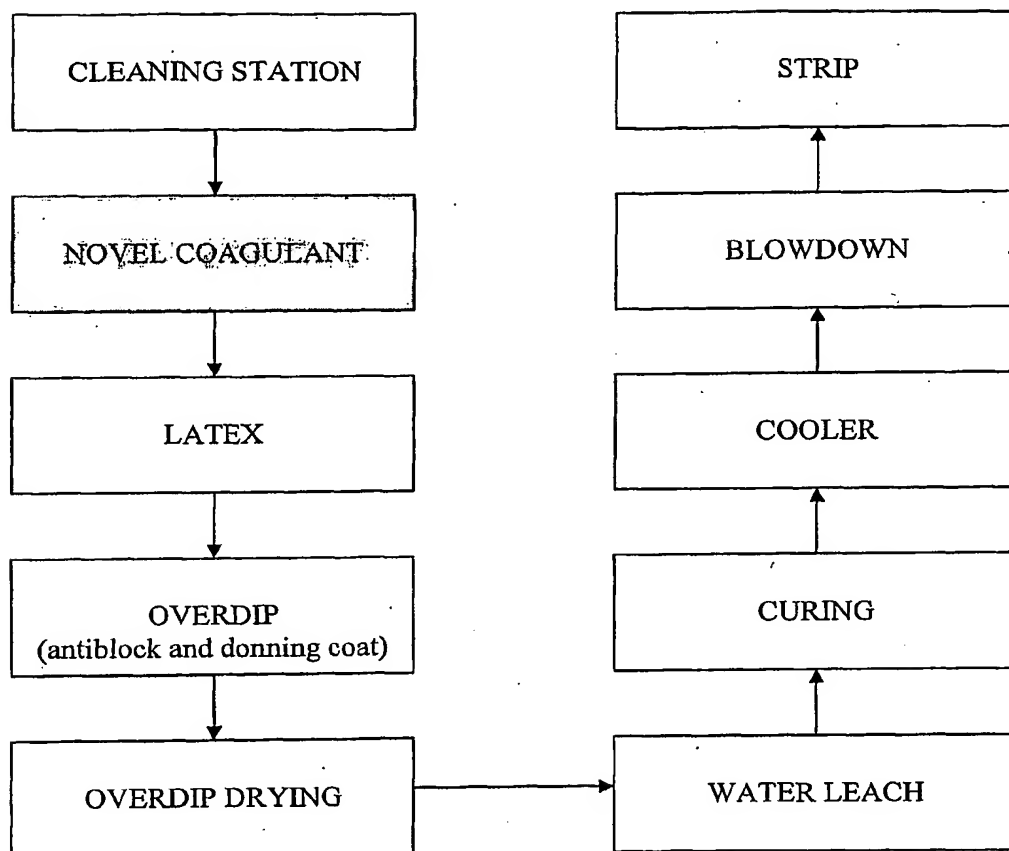 CLEANING STATION
NOVEL COAGULANT
LATEX
OVERDIP
(antiblock and donning coat)
OVERDIP DRYING
WATER LEACH
CURING
COOLER
BLOWDOWN
STRIP